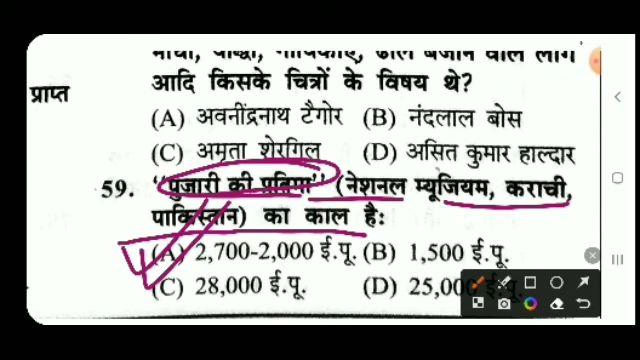 माथी, योद्धा, गायिकाएं, ढोल बजाने वाले लोग
प्राप्त
आदि किसके चित्रों के विषय थे?
(A) अवनींद्रनाथ टैगोर (B) नंदलाल बोस
(C) अमृता शेरगिल (D) असित कुमार हाल्दार
59. "पुजारी की प्रतिमा" (नेशनल म्यूजियम, कराची,
पाकिस्तान) का काल है:
(A) 2,700-2,000 ई.पू. (B) 1,500 ई.पू.
(C) 28,000 ई.पू. (D) 25,000 ई.पू.